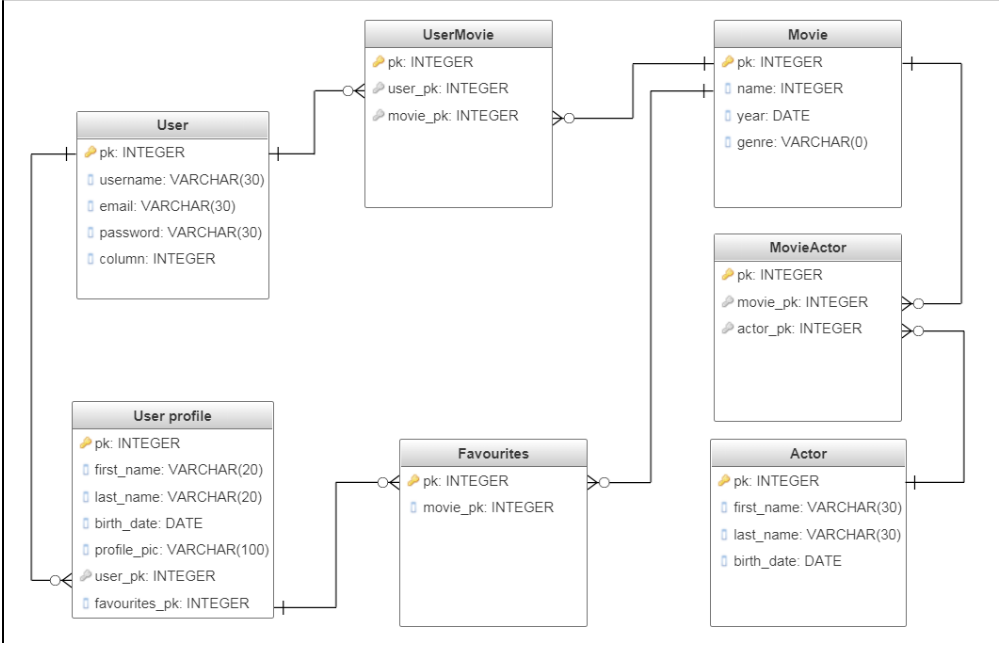 UserMovie
pk: INTEGER
user_pk: INTEGER
movie_pk: INTEGER
Movie
pk: INTEGER
name: INTEGER
year: DATE
genre: VARCHAR(0)
User
pk: INTEGER
username: VARCHAR(30)
email: VARCHAR(30)
password: VARCHAR(30)
column: INTEGER
MovieActor
pk: INTEGER
movie_pk: INTEGER
actor_pk: INTEGER
User profile
pk: INTEGER
first_name: VARCHAR(20)
last_name: VARCHAR(20)
birth_date: DATE
profile_pic: VARCHAR(100)
user_pk: INTEGER
favourites_pk: INTEGER
Favourites
pk: INTEGER
movie_pk: INTEGER
Actor
pk: INTEGER
first_name: VARCHAR(30)
last_name: VARCHAR(30)
birth_date: DATE